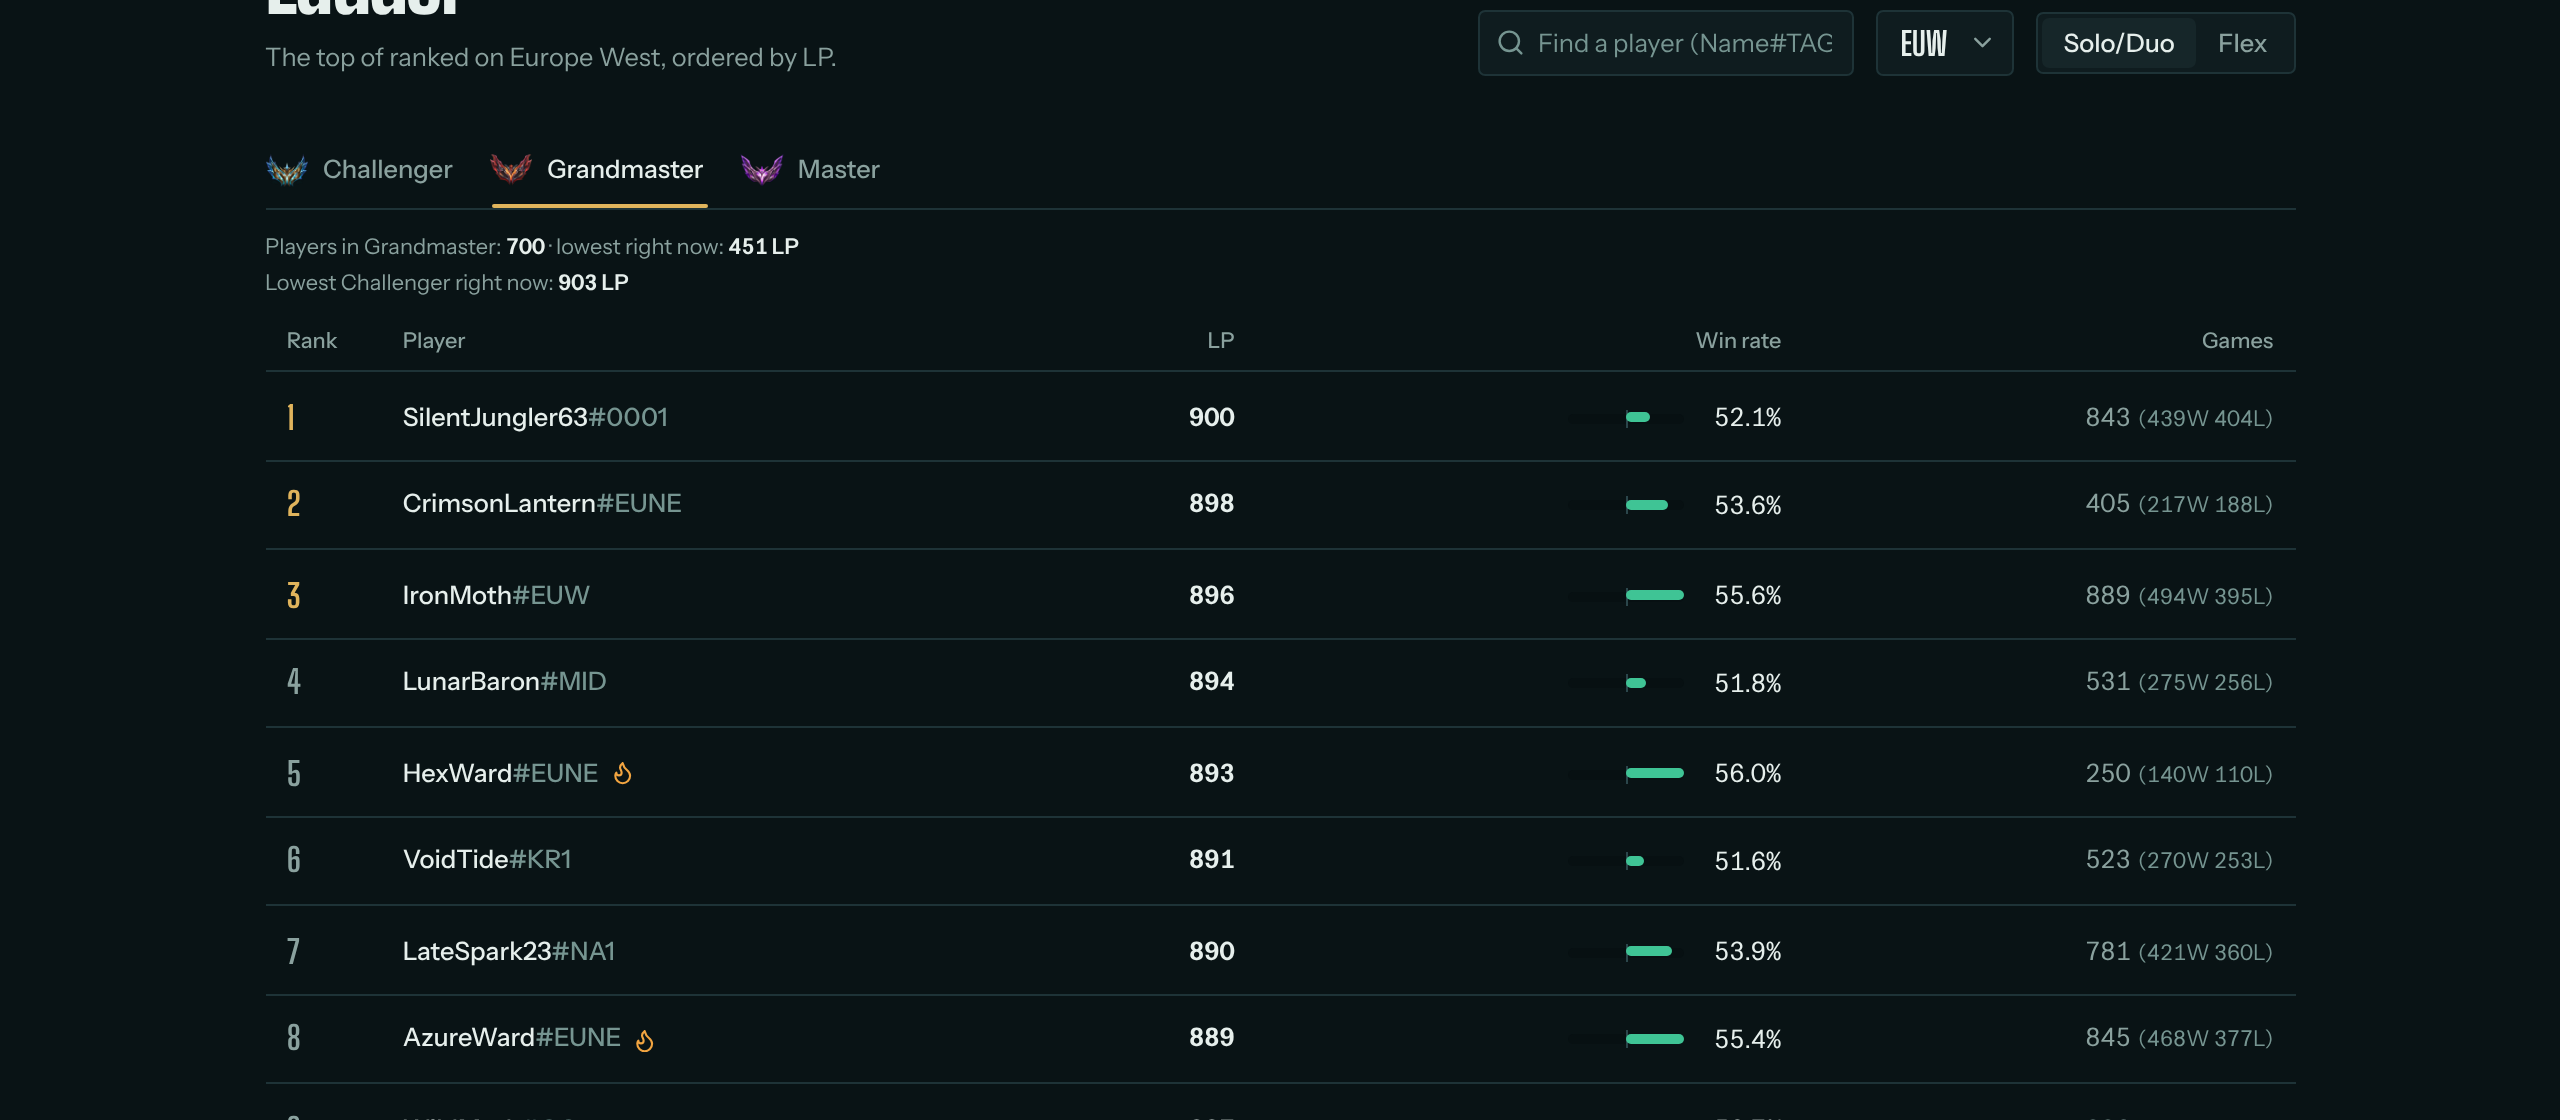 Ladder
The top of ranked on Europe West, ordered by LP.
Find a player (Name#TAG
EUW
Solo/Duo Flex
Challenger Grandmaster Master
Players in Grandmaster: 700 · lowest right now: 451 LP
Lowest Challenger right now: 903 LP
Rank Player LP Win rate Games
1 SilentJungler63#0001 900 52.1% 843 (439W 404L)
2 CrimsonLantern#EUNE 898 53.6% 405 (217W 188L)
3 IronMoth#EUW 896 55.6% 889 (494W 395L)
4 LunarBaron#MID 894 51.8% 531 (275W 256L)
5 HexWard#EUNE 893 56.0% 250 (140W 110L)
6 VoidTide#KR1 891 51.6% 523 (270W 253L)
7 LateSpark23#NA1 890 53.9% 781 (421W 360L)
8 AzureWard#EUNE 889 55.4% 845 (468W 377L)